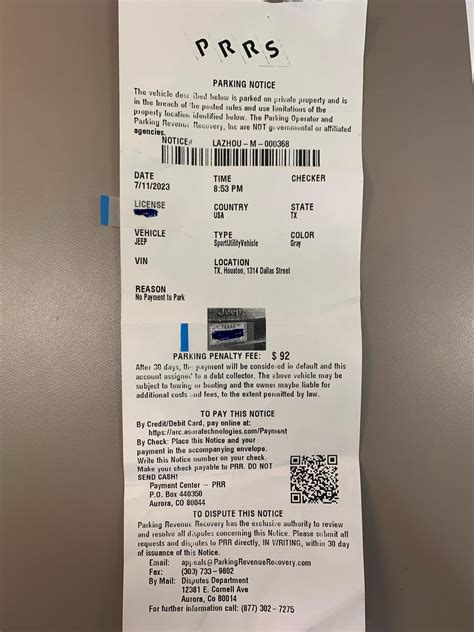 PRRS
PARKING NOTICE
The vehicle described below is parked on private property and is
in the breach of the posted rules and use limitations of the
property location identified below. The Parking Operator and
Parking Revenue Recovery, Inc are NOT governmental or affiliated
agencies.
NOTICE# LAZHOU-M-000368
DATE TIME CHECKER
7/11/2023 8:53 PM
LICENSE COUNTRY STATE
USA TX
VEHICLE TYPE COLOR
JEEP SportUtilityVehicle Gray
VIN LOCATION
TX, Houston, 1314 Dallas Street
REASON
No Payment to Park
Jeep
TEXAS
PARKING PENALTY FEE: $ 92
After 30 days, the payment will be considered in default and this
account assigned to a debt collector. The above vehicle may be
subject to towing or booting and the owner maybe liable for
additional costs and fees, to the extent permitted by law.
TO PAY THIS NOTICE
By Credit/Debit Card, pay online at:
https://arc.aseratechnologies.com/Payment
By Check: Place this Notice and your
payment in the accompanying envelope.
Write this Notice number on your check.
Make your check payable to PRR. DO NOT
SEND CASH!
Payment Center - PRR
P.O. Box 440350
Aurora, CO 80044
TO DISPUTE THIS NOTICE
Parking Revenue Recovery has the exclusive authority to review
and resolve all disputes concerning this Notice. Please submit all
requests and disputes to PRR directly, IN WRITING, within 30 day
of issuance of this Notice.
Email: appeals@ParkingRevenueRecovery.com
Fax: (303) 733-9802
By Mail: Disputes Department
12381 E. Cornell Ave
Aurora, Co 80014
For further information call: (877) 302-7275